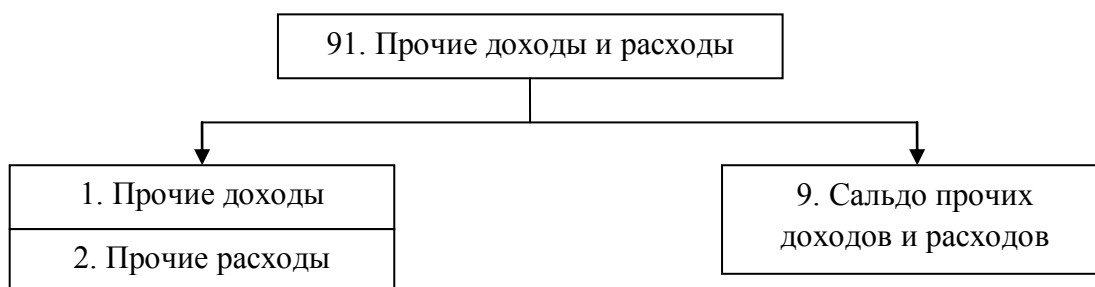 91. Прочие доходы и расходы
1. Прочие доходы
2. Прочие расходы
9. Сальдо прочих
доходов и расходов